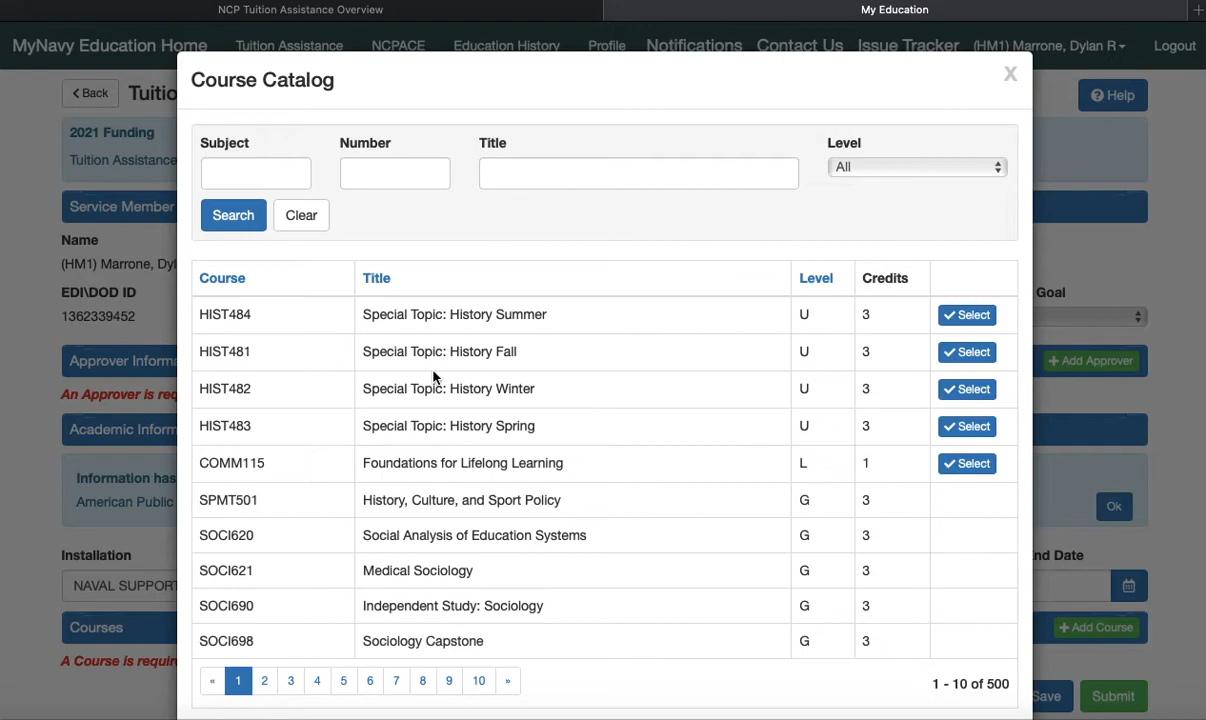 NCP Tuition Assistance Overview
My Education
MyNavy Education Home Tuition Assistance NCPACE Education History Profile Notifications Contact Us Issue Tracker (HM1) Marrone, Dylan R Logout
Back
Tuitio
Help
2021 Funding
Tuition Assistance
Service Member
Name
(HM1) Marrone, Dyl
EDI\DOD ID
1362339452
Goal
Approver Informa
+ Add Approver
An Approver is req
Academic Inform
Information has
American Public
Ok
Installation
nd Date
NAVAL SUPPORT
Courses
+ Add Course
A Course is require
Save
Submit
Course Catalog
X
Subject Number Title Level
All
Search Clear
Course Title Level Credits
HIST484 Special Topic: History Summer U 3 Select
HIST481 Special Topic: History Fall U 3 Select
HIST482 Special Topic: History Winter U 3 Select
HIST483 Special Topic: History Spring U 3 Select
COMM115 Foundations for Lifelong Learning L 1 Select
SPMT501 History, Culture, and Sport Policy G 3
SOCI620 Social Analysis of Education Systems G 3
SOCI621 Medical Sociology G 3
SOCI690 Independent Study: Sociology G 3
SOCI698 Sociology Capstone G 3
« 1 2 3 4 5 6 7 8 9 10 »
1 - 10 of 500